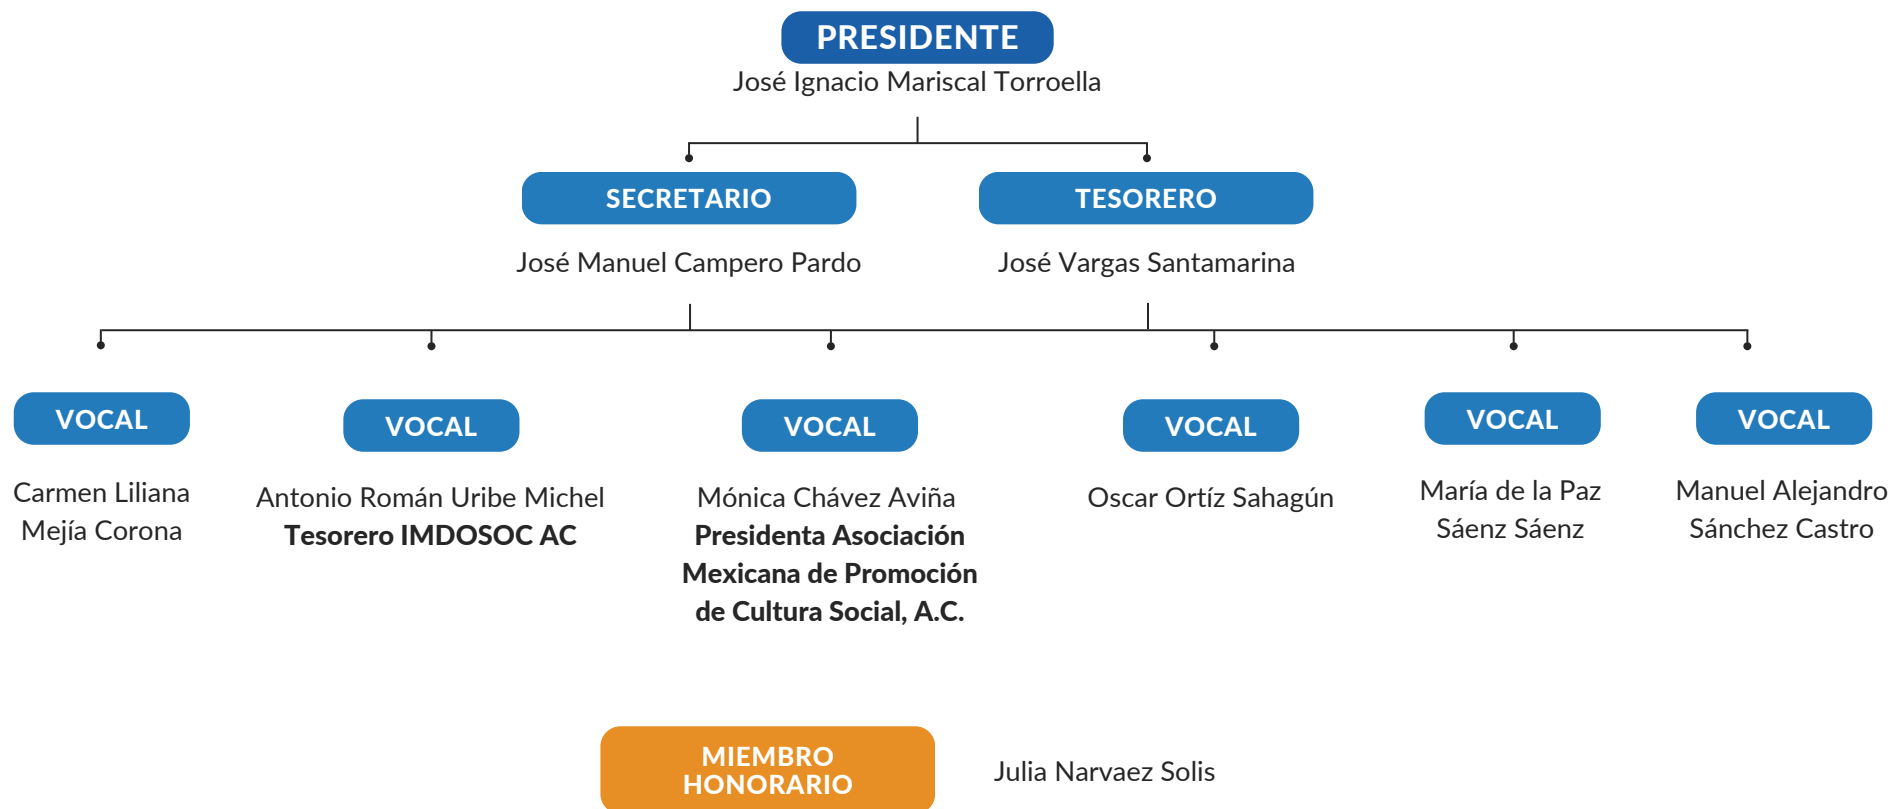 PRESIDENTE
José Ignacio Mariscal Torroella
SECRETARIO
José Manuel Campero Pardo
TESORERO
José Vargas Santamarina
VOCAL
Carmen Liliana
Mejía Corona
VOCAL
Antonio Román Uribe Michel
Tesorero IMDOSOC AC
VOCAL
Mónica Chávez Aviña
Presidenta Asociación
Mexicana de Promoción
de Cultura Social, A.C.
VOCAL
Oscar Ortíz Sahagún
VOCAL
María de la Paz
Sáenz Sáenz
VOCAL
Manuel Alejandro
Sánchez Castro
MIEMBRO
HONORARIO
Julia Narvaez Solis